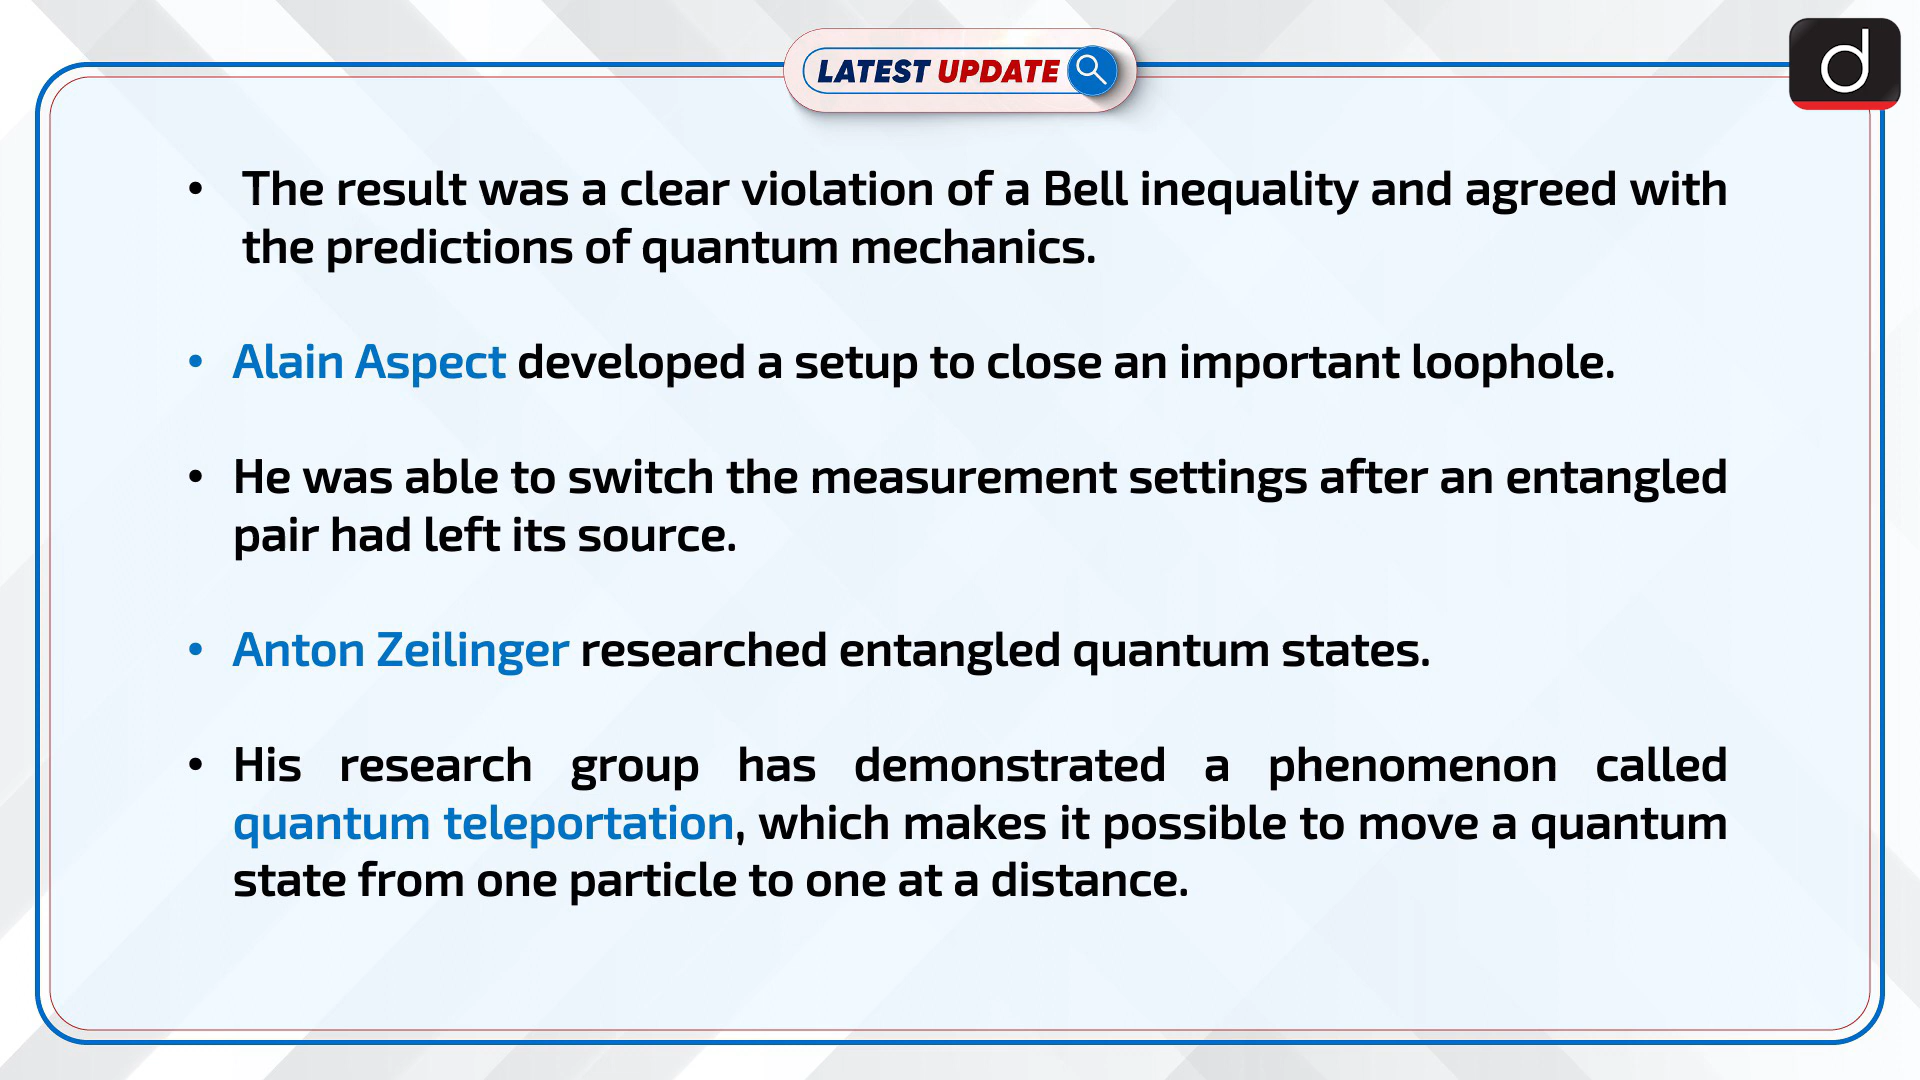 LATEST UPDATE
d
• The result was a clear violation of a Bell inequality and agreed with
the predictions of quantum mechanics.
• Alain Aspect developed a setup to close an important loophole.
• He was able to switch the measurement settings after an entangled
pair had left its source.
• Anton Zeilinger researched entangled quantum states.
• His research group has demonstrated a phenomenon called
quantum teleportation, which makes it possible to move a quantum
state from one particle to one at a distance.